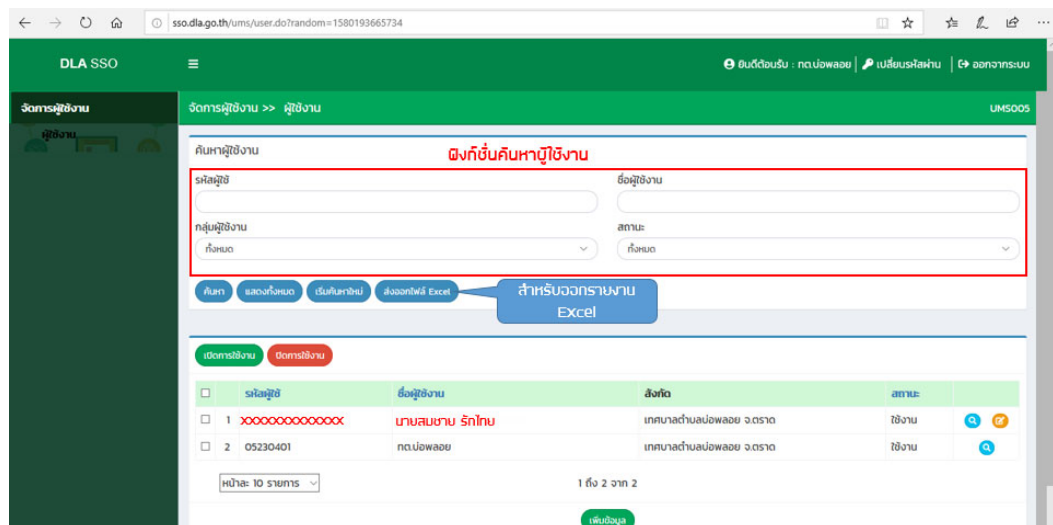 sso.dla.go.th/ums/user.do?random=1580193665734
DLA SSO
ยินดีต้อนรับ : ทต.บ่อพลอย | เปลี่ยนรหัสผ่าน | ออกจากระบบ
จัดการผู้ใช้งาน
จัดการผู้ใช้งาน >> ผู้ใช้งาน
UMS005
ผู้ใช้งาน
ค้นหาผู้ใช้งาน
ฟังก์ชั่นค้นหาผู้ใช้งาน
รหัสผู้ใช้
ชื่อผู้ใช้งาน
กลุ่มผู้ใช้งาน
สถานะ
ทั้งหมด
ทั้งหมด
ค้นหา
แสดงทั้งหมด
เริ่มค้นหาใหม่
ส่งออกไฟล์ Excel
สำหรับออกรายงาน
Excel
เปิดการใช้งาน
ปิดการใช้งาน
รหัสผู้ใช้ ชื่อผู้ใช้งาน สังกัด สถานะ
1 XXXXXXXXXXXXX นายสมชาย รักไทย เทศบาลตำบลบ่อพลอย จ.ตราด ใช้งาน
2 05230401 ทต.บ่อพลอย เทศบาลตำบลบ่อพลอย จ.ตราด ใช้งาน
หน้าละ 10 รายการ
1 ถึง 2 จาก 2
เพิ่มข้อมูล